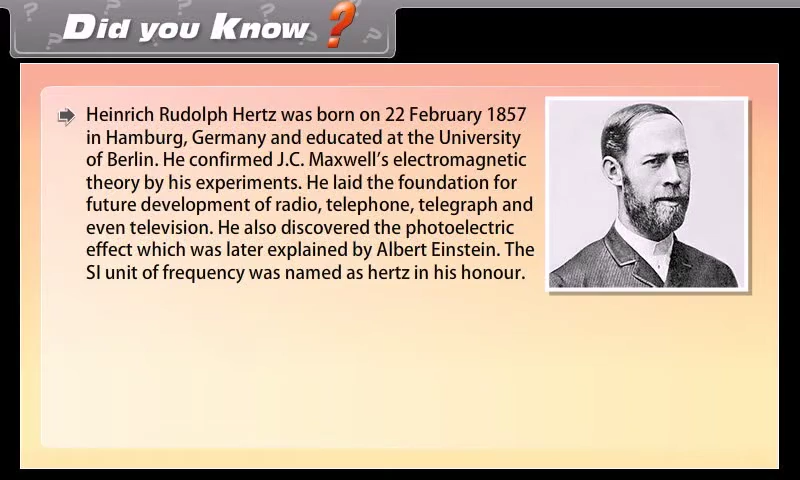 Did you Know ?
Heinrich Rudolph Hertz was born on 22 February 1857
in Hamburg, Germany and educated at the University
of Berlin. He confirmed J.C. Maxwell's electromagnetic
theory by his experiments. He laid the foundation for
future development of radio, telephone, telegraph and
even television. He also discovered the photoelectric
effect which was later explained by Albert Einstein. The
SI unit of frequency was named as hertz in his honour.